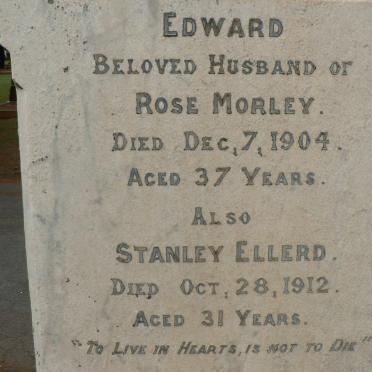 EDWARD
BELOVED HUSBAND OF
ROSE MORLEY.
DIED DEC, 7, 1904.
AGED 37 YEARS.
ALSO
STANLEY ELLERD.
DIED OCT, 28, 1912.
AGED 31 YEARS.
"TO LIVE IN HEARTS, IS NOT TO DIE"